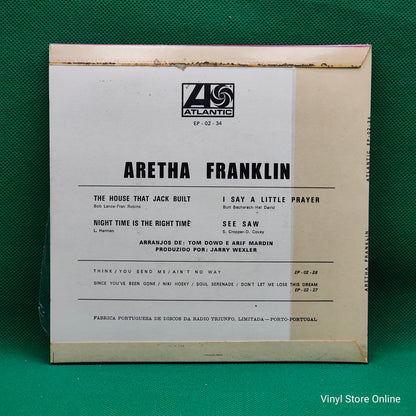 ATLANTIC
EP - 02 - 34
ARETHA FRANKLIN
THE HOUSE THAT JACK BUILT
Bob Lance-Fran Robins
I SAY A LITTLE PRAYER
Burt Bacharach-Hal David
NIGHT TIME IS THE RIGHT TIME
L. Herman
SEE SAW
S. Cropper-D. Covey
ARRANJOS DE: TOM DOWD E ARIF MARDIN
PRODUZIDO POR: JARRY WEXLER
THINK / YOU SEND ME / AIN'T NO WAY EP - 02 - 28
SINCE YOU'VE BEEN GONE / NIKI HOEKY / SOUL SERENADE / DON'T LET ME LOSE THIS DREAM
EP - 02 - 27
FÁBRICA PORTUGUESA DE DISCOS DA RADIO TRIUNFO, LIMITADA — PORTO-PORTUGAL
ATLANTIC EP-02-34
ARETHA FRANKLIN
Vinyl Store Online